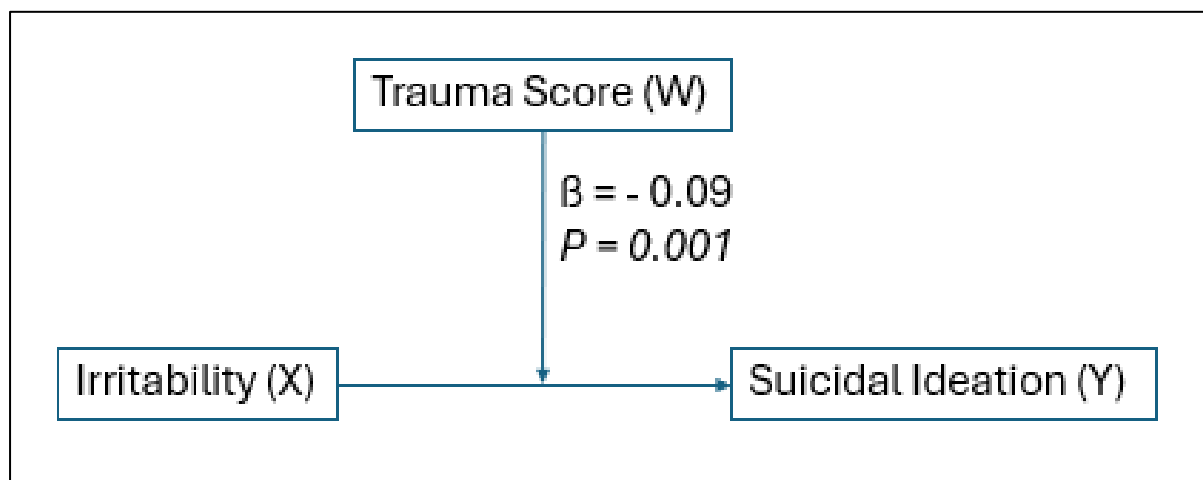 Trauma Score (W)
ß = - 0.09
P = 0.001
Irritability (X)
Suicidal Ideation (Y)